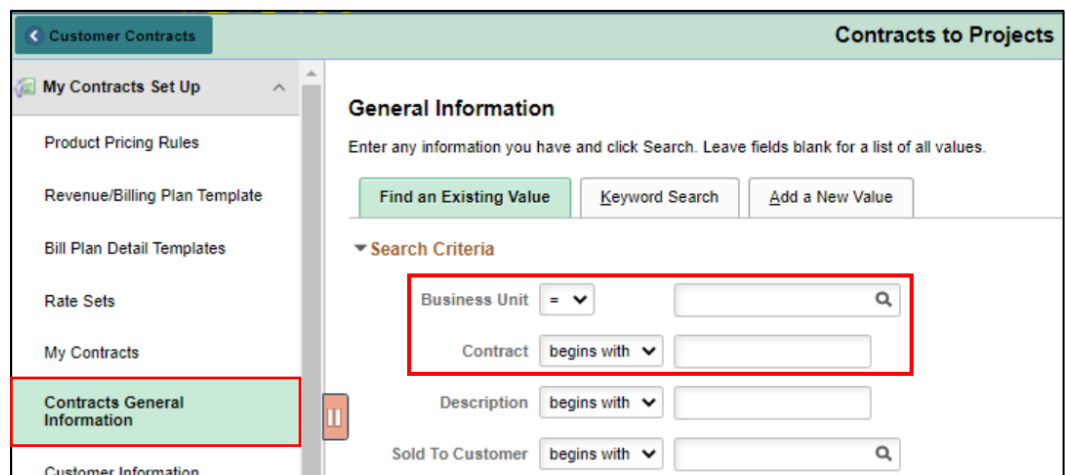 Customer Contracts
Contracts to Projects
My Contracts Set Up
Product Pricing Rules
Revenue/Billing Plan Template
Bill Plan Detail Templates
Rate Sets
My Contracts
Contracts General
Information
Customer Information
General Information
Enter any information you have and click Search. Leave fields blank for a list of all values.
Find an Existing Value
Keyword Search
Add a New Value
Search Criteria
Business Unit =
Contract begins with
Description begins with
Sold To Customer begins with